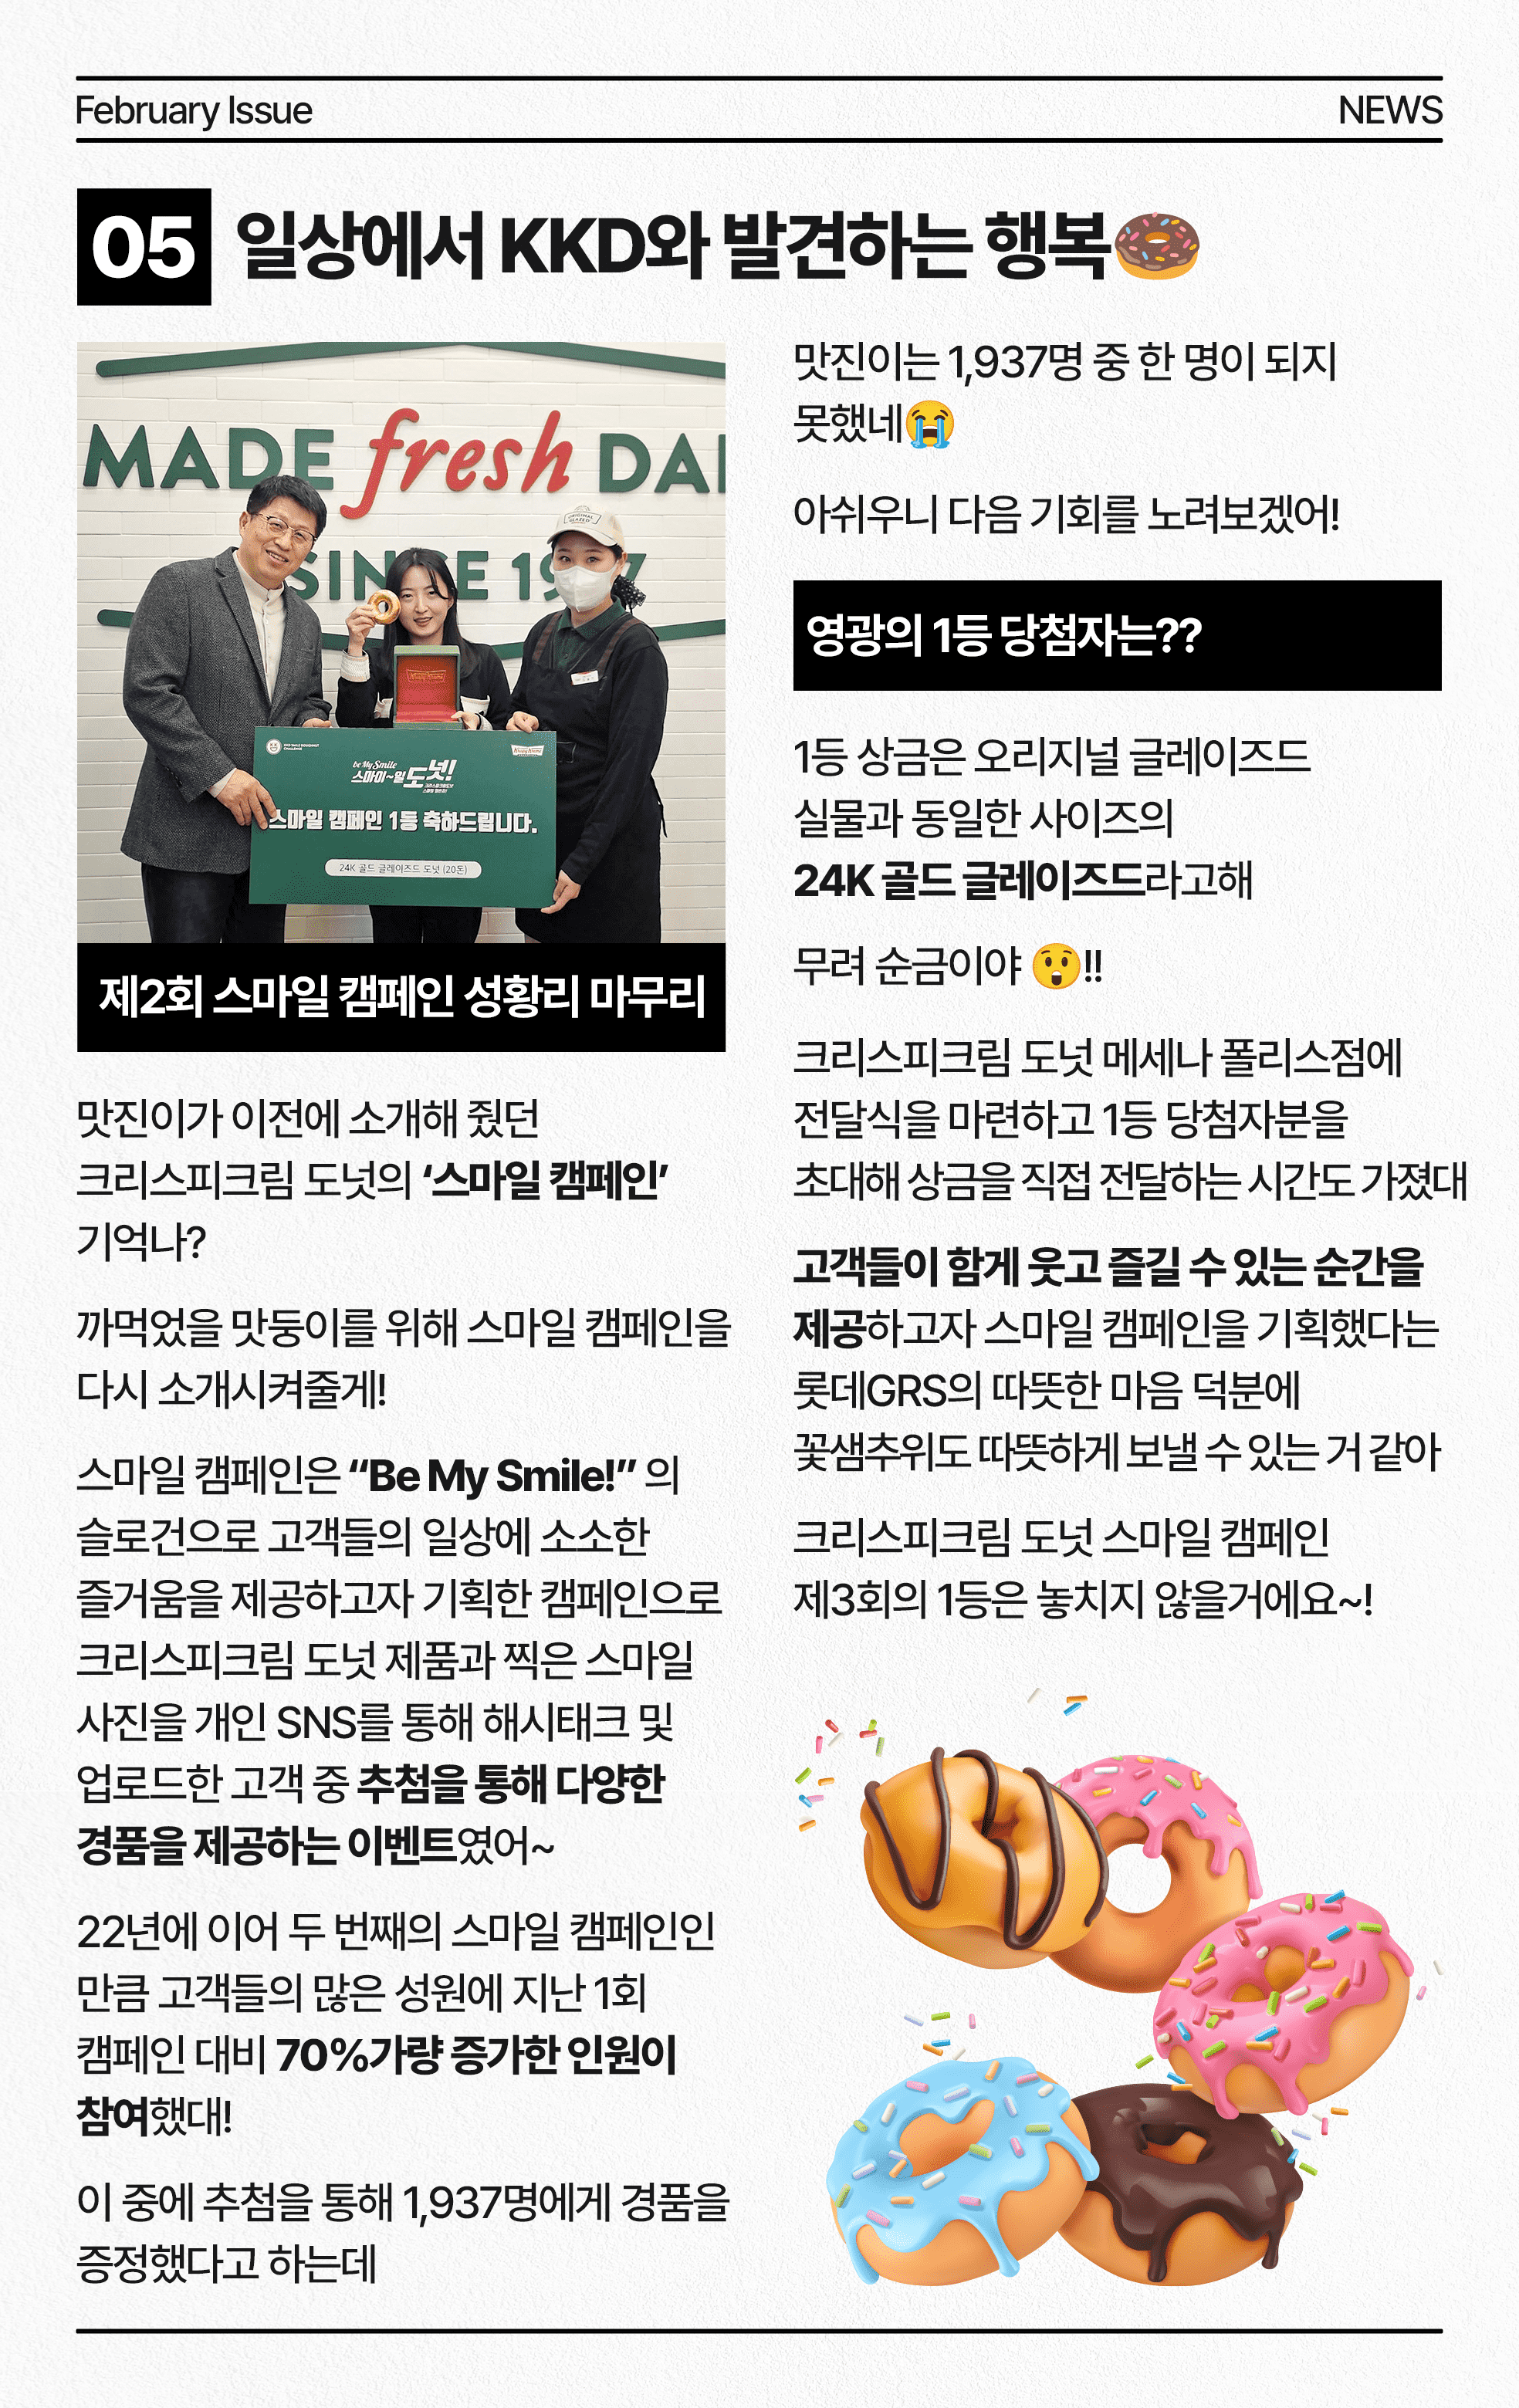 February Issue
NEWS
05
일상에서 KKD와 발견하는 행복🍩
MADE fresh DAI
SINCE 1937
ORIGINAL GLAZED
Krispy Kreme
be My Smile
스마이~일 도넛!
스마일 캠페인 1등 축하드립니다.
24K 골드 글레이즈드 도넛 (20돈)
제2회 스마일 캠페인 성황리 마무리
맛진이가 이전에 소개해 줬던
크리스피크림 도넛의 ‘스마일 캠페인’
기억나?
까먹었을 맛둥이를 위해 스마일 캠페인을
다시 소개시켜줄게!
스마일 캠페인은 “Be My Smile!” 의
슬로건으로 고객들의 일상에 소소한
즐거움을 제공하고자 기획한 캠페인으로
크리스피크림 도넛 제품과 찍은 스마일
사진을 개인 SNS를 통해 해시태크 및
업로드한 고객 중 추첨을 통해 다양한
경품을 제공하는 이벤트였어~
22년에 이어 두 번째의 스마일 캠페인인
만큼 고객들의 많은 성원에 지난 1회
캠페인 대비 70%가량 증가한 인원이
참여했대!
이 중에 추첨을 통해 1,937명에게 경품을
증정했다고 하는데
맛진이는 1,937명 중 한 명이 되지
못했네😭
아쉬우니 다음 기회를 노려보겠어!
영광의 1등 당첨자는??
1등 상금은 오리지널 글레이즈드
실물과 동일한 사이즈의
24K 골드 글레이즈드라고해
무려 순금이야 😲!!
크리스피크림 도넛 메세나 폴리스점에
전달식을 마련하고 1등 당첨자분을
초대해 상금을 직접 전달하는 시간도 가졌대
고객들이 함게 웃고 즐길 수 있는 순간을
제공하고자 스마일 캠페인을 기획했다는
롯데GRS의 따뜻한 마음 덕분에
꽃샘추위도 따뜻하게 보낼 수 있는 거 같아
크리스피크림 도넛 스마일 캠페인
제3회의 1등은 놓치지 않을거에요~!